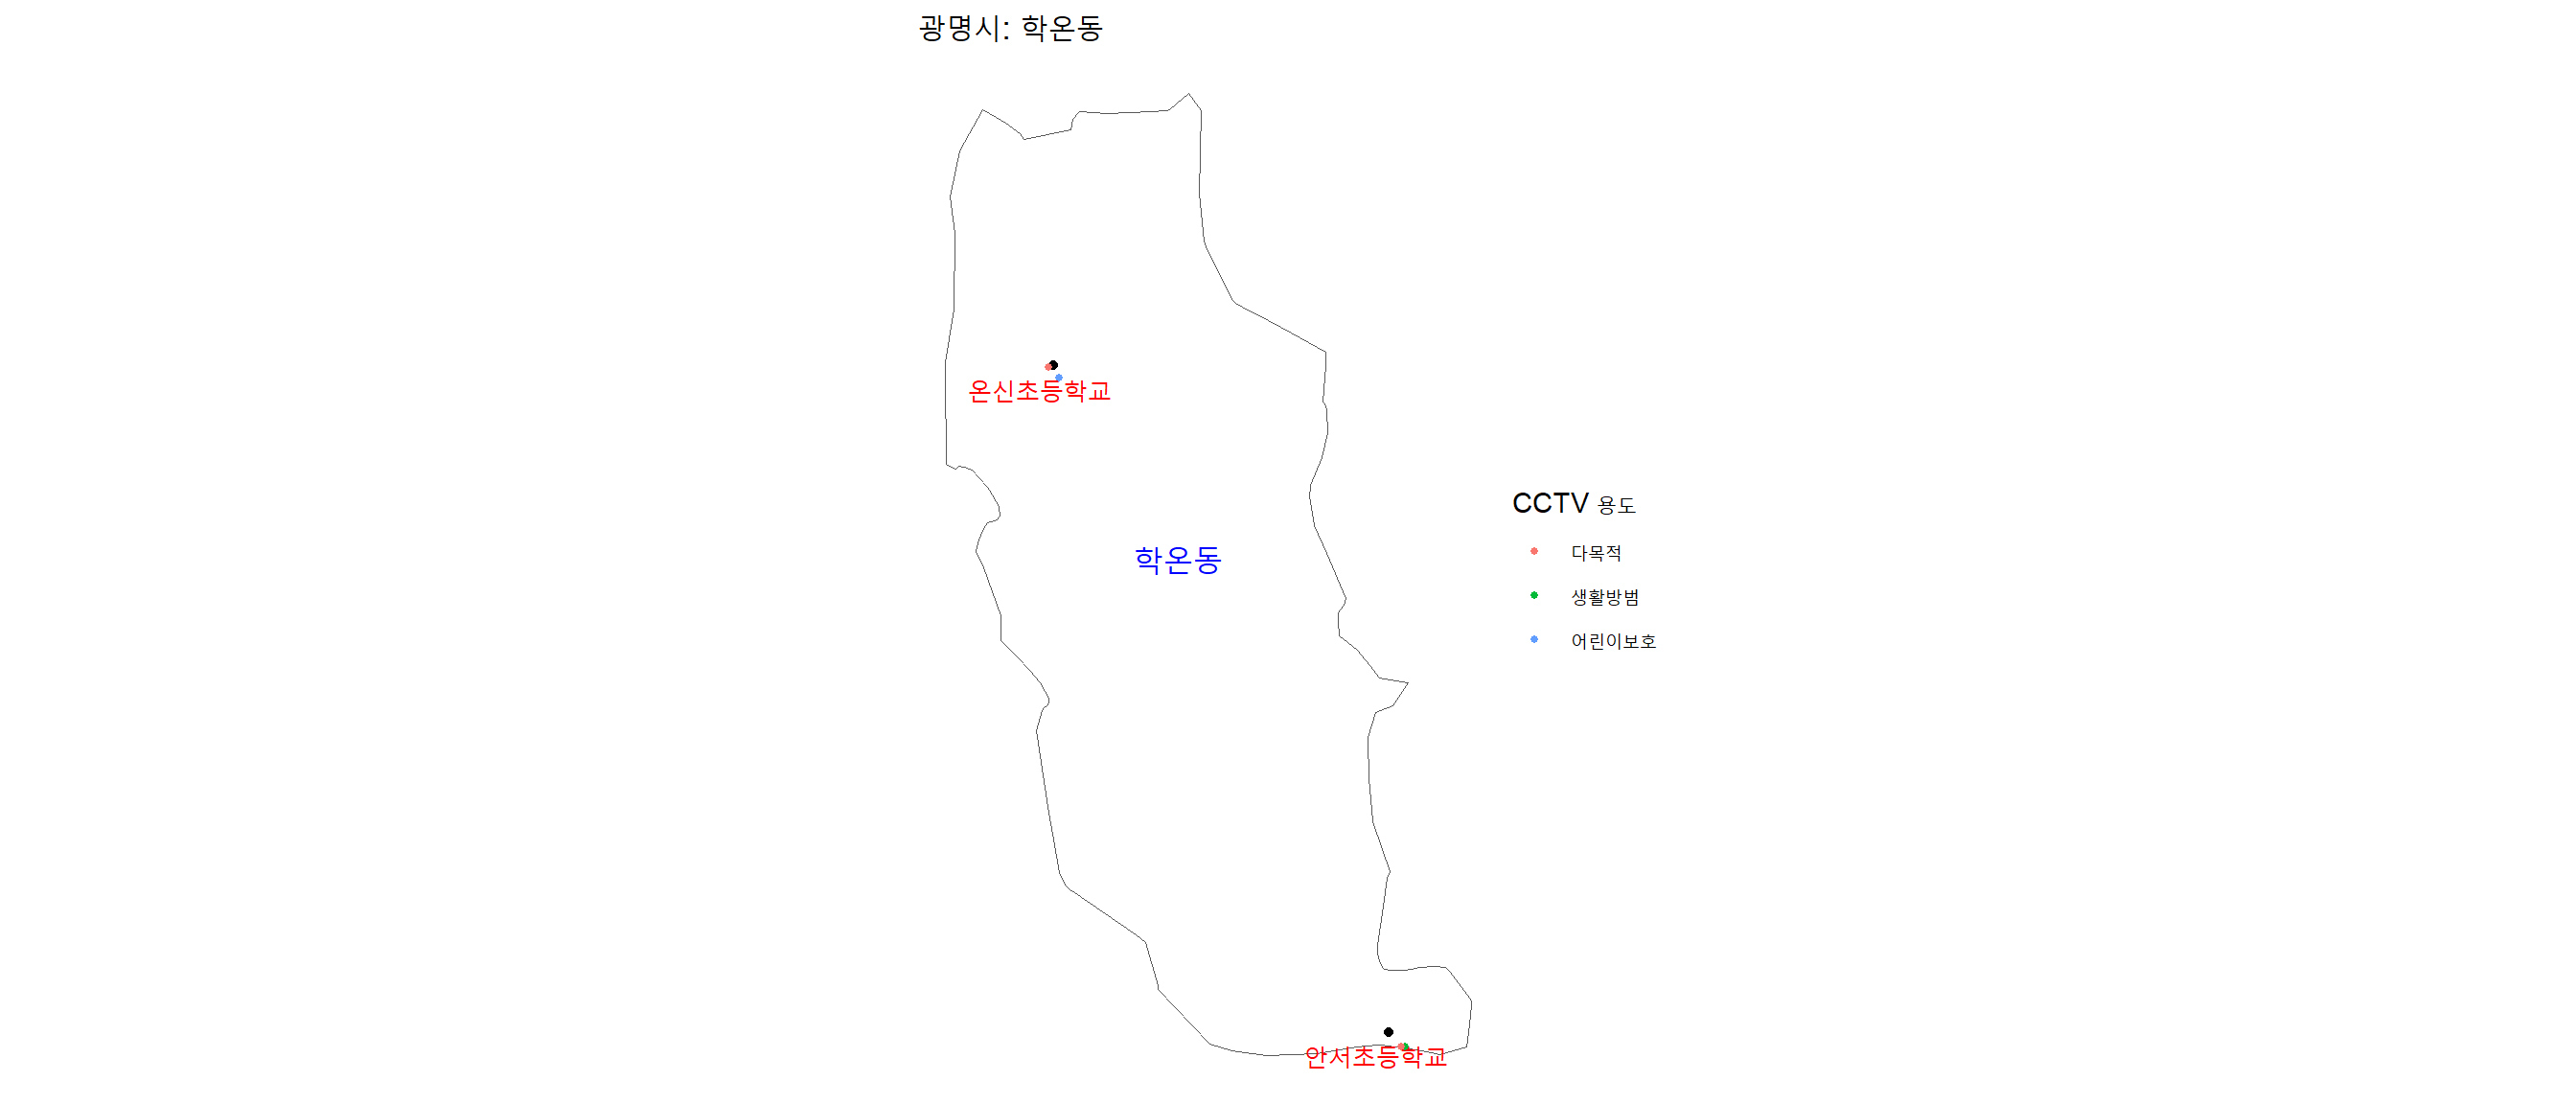 광명시: 학온동
온신초등학교
학온동
CCTV 용도
다목적
생활방범
어린이보호
안서초등학교